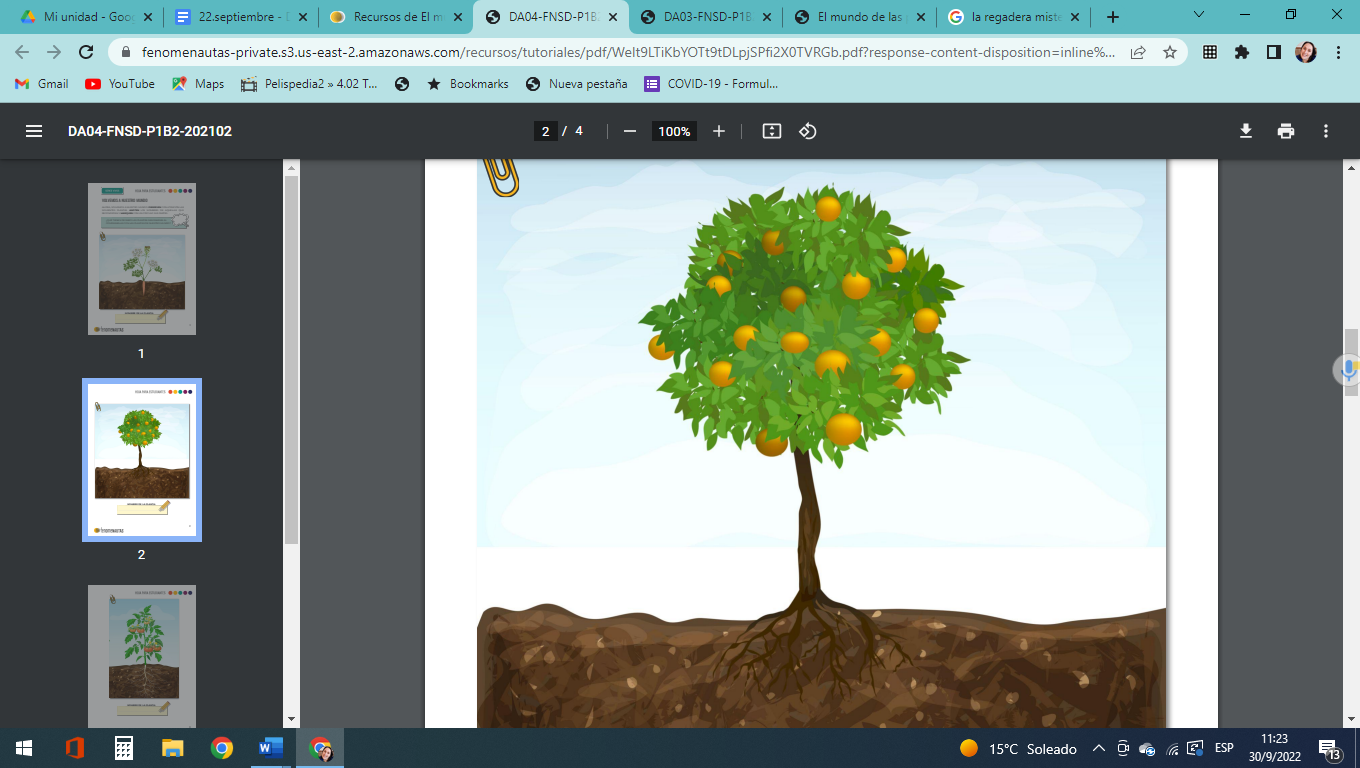 Mi unidad - Goog
22.septiembre - D
Recursos de El m
DA04-FNSD-P1B2
DA03-FNSD-P1B
El mundo de las p
la regadera miste
fenomenautas-private.s3.us-east-2.amazonaws.com/recursos/tutoriales/pdf/Welt9LTiKbYOTt9tDLpjSPfi2X0TVRGb.pdf?response-content-disposition=inline%...
Gmail
YouTube
Maps
Pelispedia2 » 4.02 T...
Bookmarks
Nueva pestaña
COVID-19 - Formul...
DA04-FNSD-P1B2-202102
2 / 4
100%
1
2
15°C Soleado
ESP
11:23
30/9/2022
13